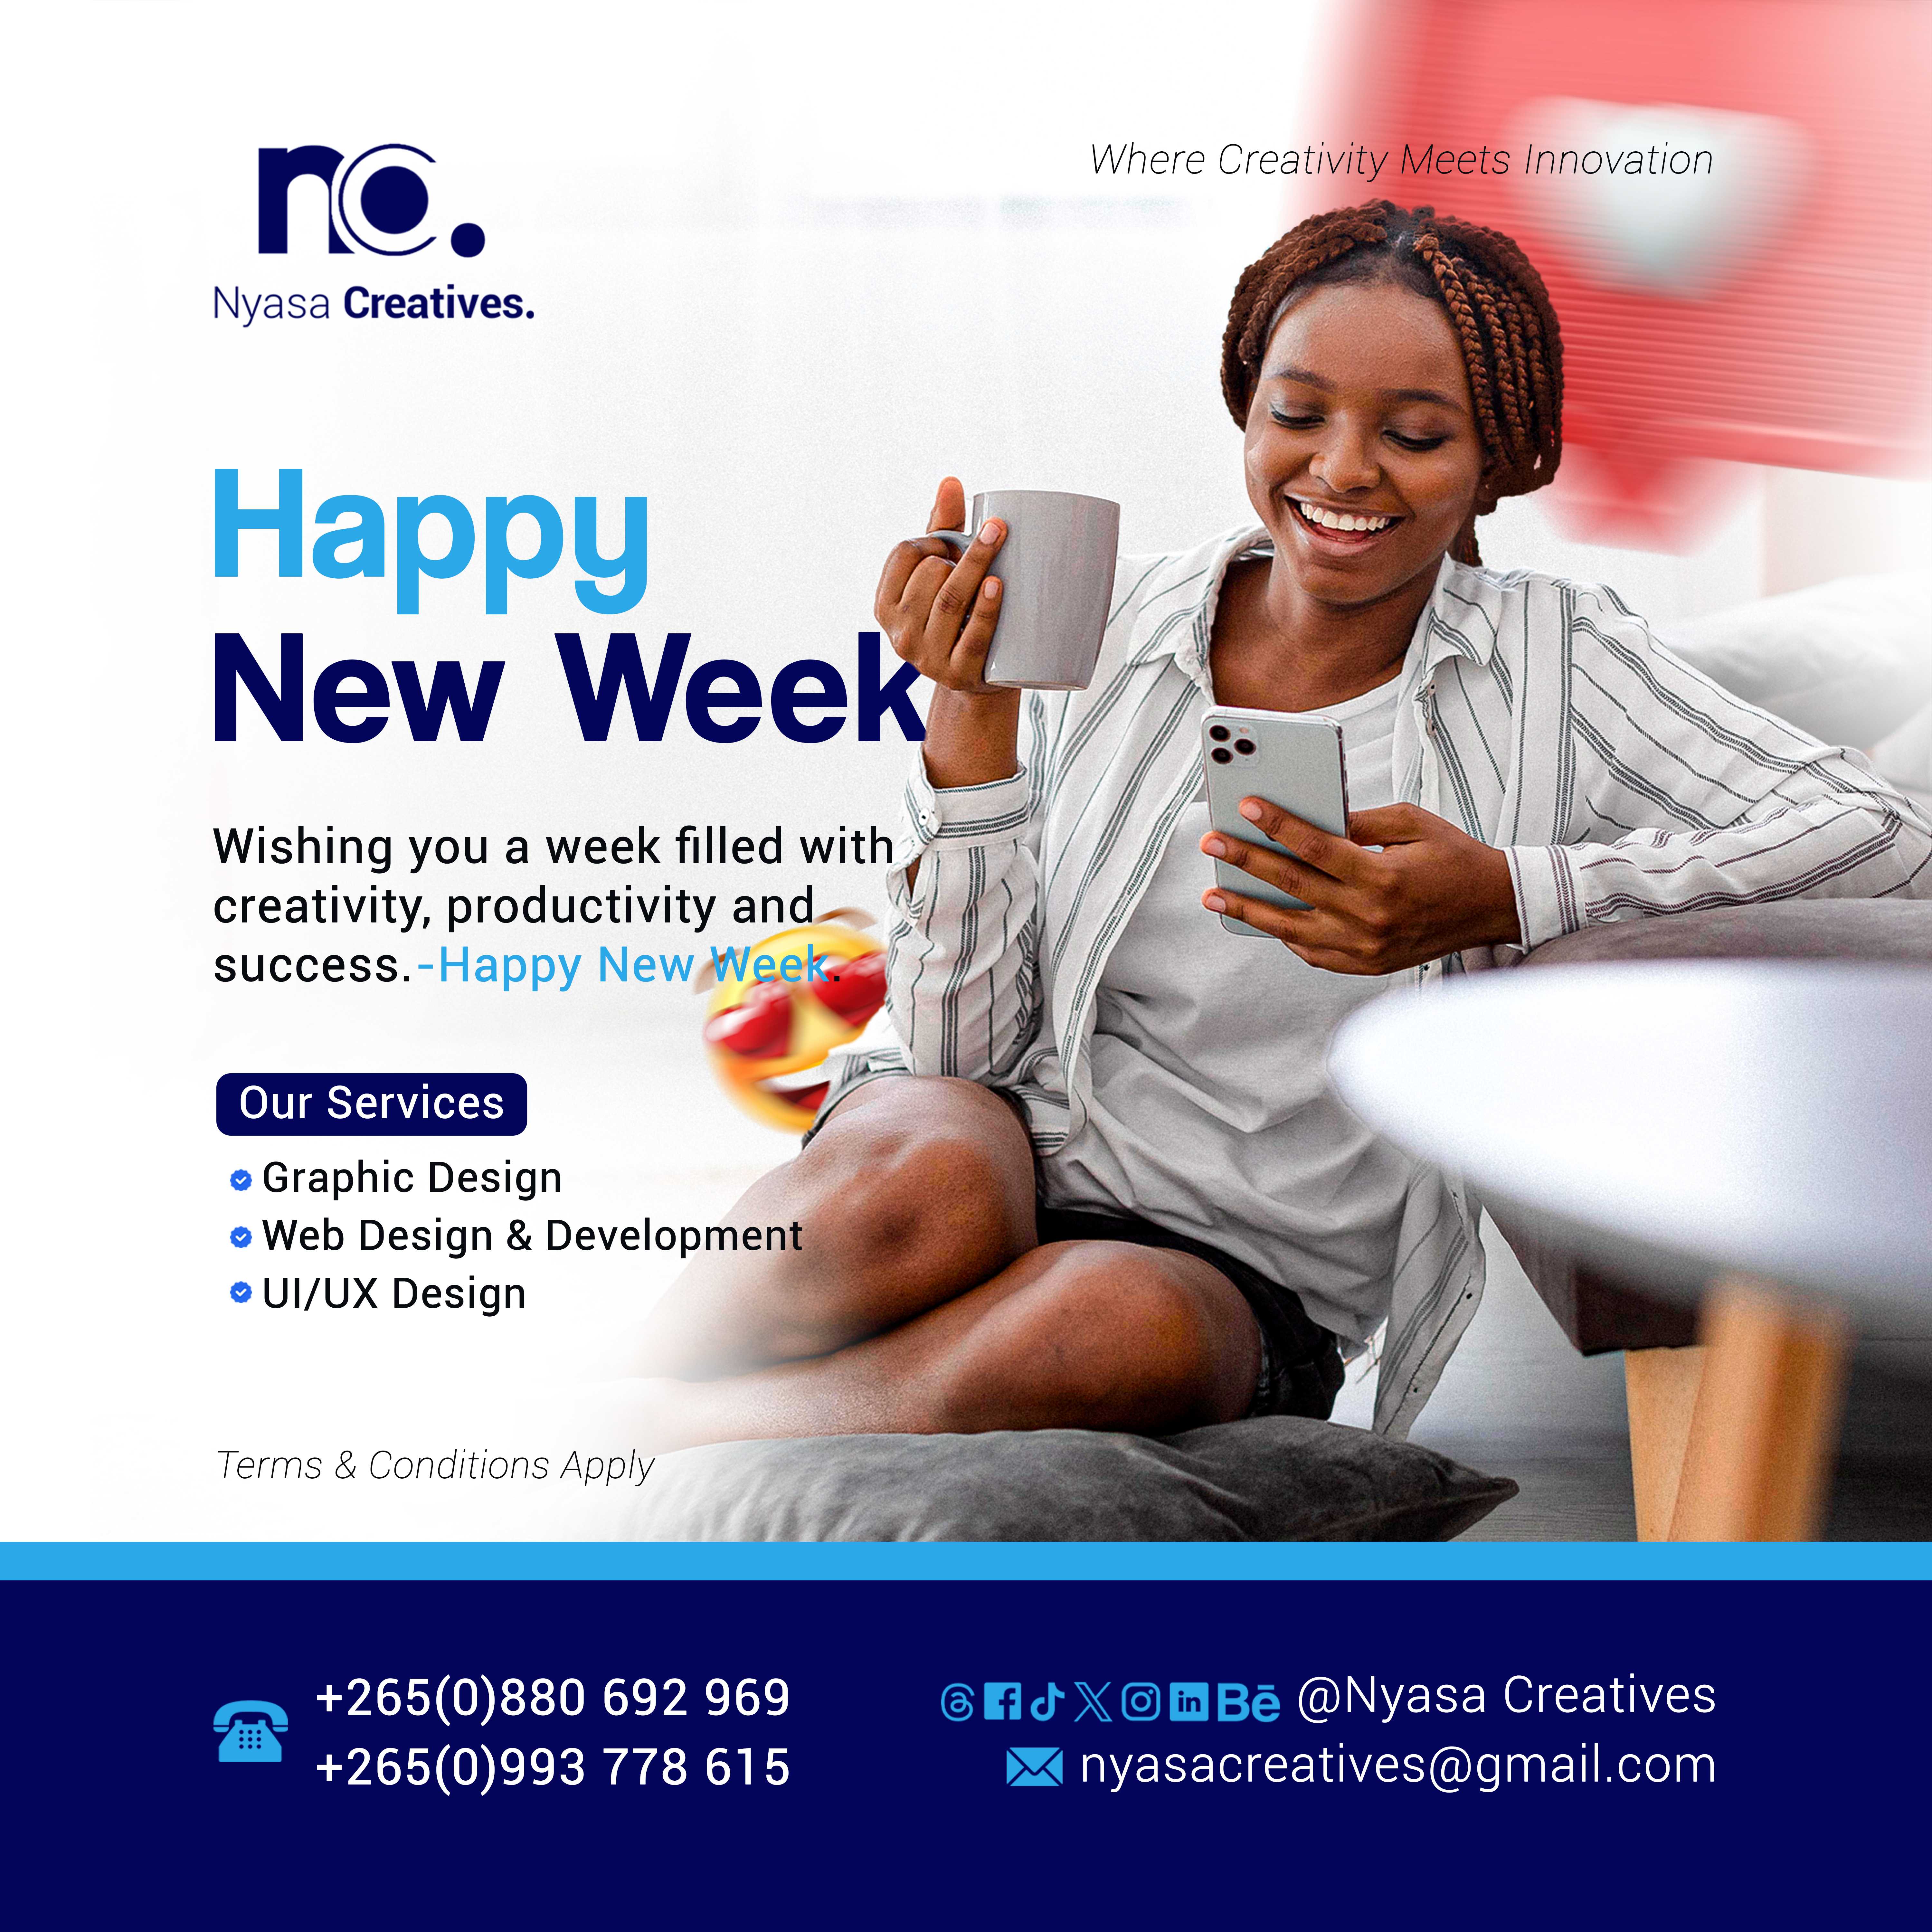 nc.
Nyasa Creatives.
Where Creativity Meets Innovation
Happy
New Week
Wishing you a week filled with
creativity, productivity and
success.-Happy New Week.
Our Services
Graphic Design
Web Design & Development
UI/UX Design
Terms & Conditions Apply
+265(0)880 692 969
+265(0)993 778 615
in Bē @Nyasa Creatives
nyasacreatives@gmail.com